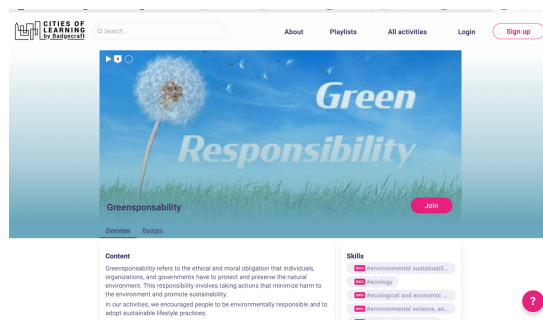 CITIES OF
LEARNING
by Badgecraft
Search...
About
Playlists
All activities
Login
Sign up
4
Green
Responsibility
Greensponsability
Join
Overview
Badges
Content
Greensponsability refers to the ethical and moral obligation that individuals,
organizations, and governments have to protect and preserve the natural
environment. This responsibility involves taking actions that minimize harm to
the environment and promote sustainability.
In our activities, we encouraged people to be environmentally responsible and to
adopt sustainable lifestyle practices.
Skills
#environmental sustainabil...
#ecology
#ecological and economic ...
#environmental science, en...
?